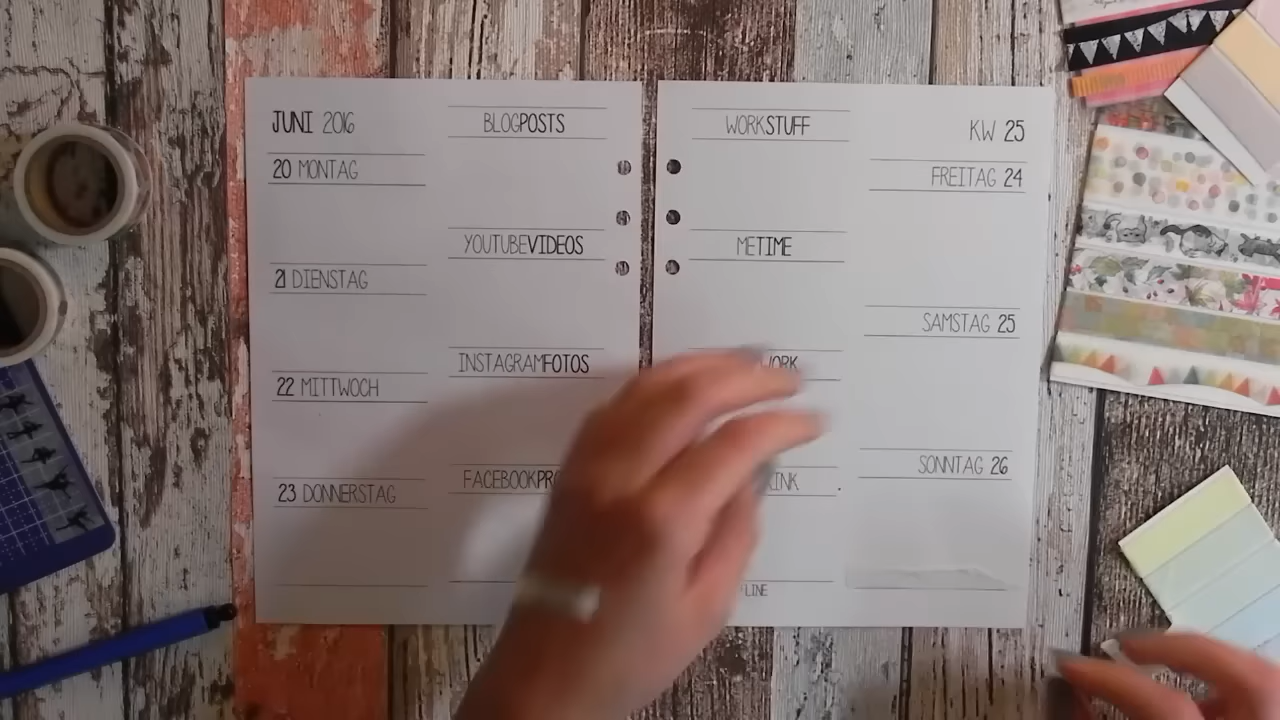 JUNI 2016
20 MONTAG
21 DIENSTAG
22 MITTWOCH
23 DONNERSTAG
BLOGPOSTS
YOUTUBEVIDEOS
INSTAGRAMFOTOS
WORKSTUFF
METIME
KW 25
FREITAG 24
SAMSTAG 25
SONNTAG 26